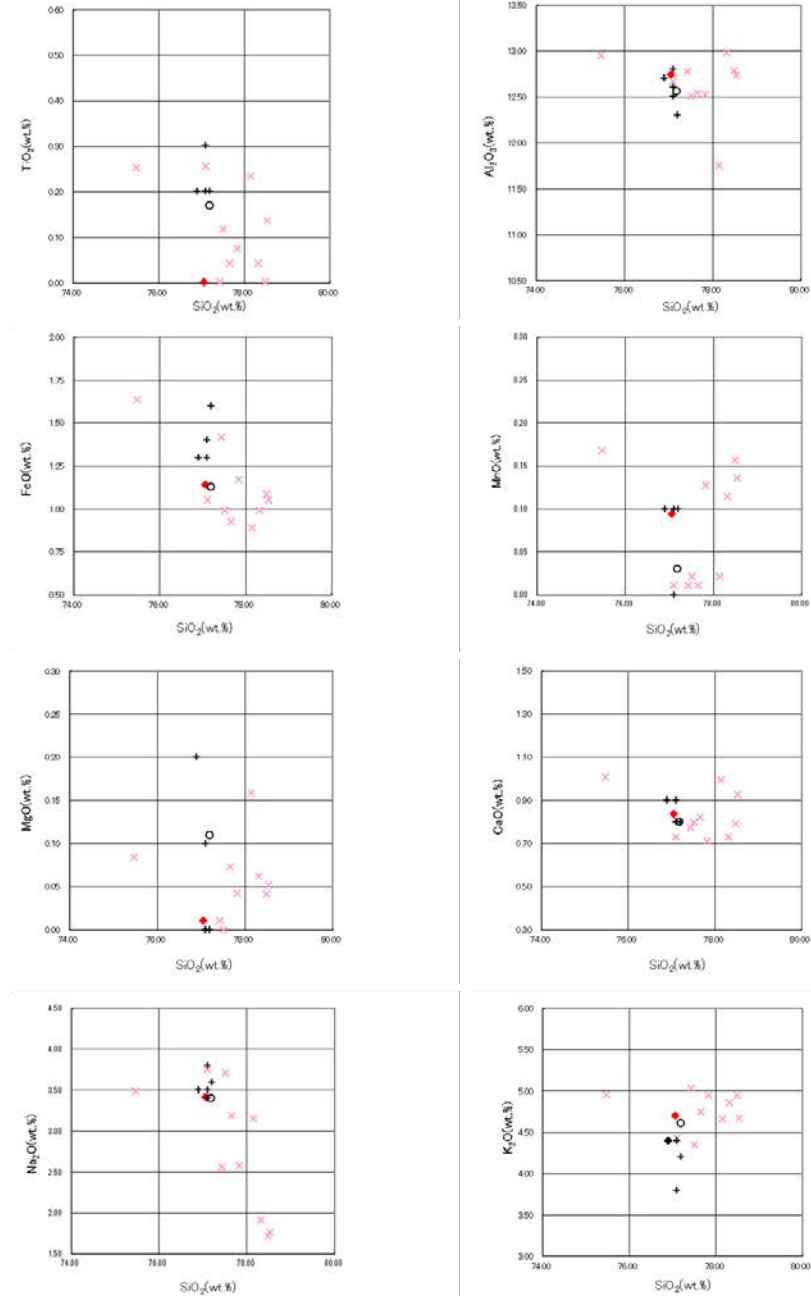 0.60
0.50
0.40
0.30
0.20
0.10
0.00
TiO₂(wt.%)
74.00 76.00 78.00 80.00
SiO₂(wt.%)
13.50
13.00
12.50
12.00
11.50
11.00
10.50
Al₂O₃(wt.%)
74.00 76.00 78.00 80.00
SiO₂(wt.%)
2.00
1.75
1.50
1.25
1.00
0.75
0.50
FeO(wt.%)
74.00 76.00 78.00 80.00
SiO₂(wt.%)
0.30
0.25
0.20
0.15
0.10
0.05
0.00
MnO(wt.%)
74.00 76.00 78.00 80.00
SiO₂(wt.%)
0.30
0.25
0.20
0.15
0.10
0.05
0.00
MgO(wt.%)
74.00 76.00 78.00 80.00
SiO₂(wt.%)
1.50
1.30
1.10
0.90
0.70
0.50
0.30
CaO(wt.%)
74.00 76.00 78.00 80.00
SiO₂(wt.%)
4.50
4.00
3.50
3.00
2.50
2.00
1.50
Na₂O(wt.%)
74.00 76.00 78.00 80.00
SiO₂(wt.%)
6.00
5.50
5.00
4.50
4.00
3.50
3.00
K₂O(wt.%)
74.00 76.00 78.00 80.00
SiO₂(wt.%)